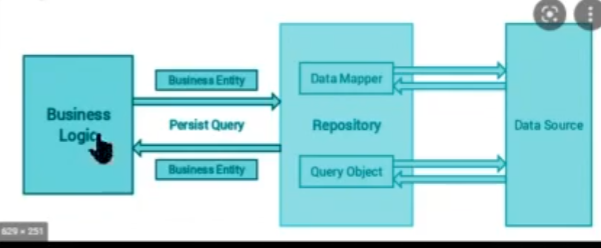 Business Entity
Data Mapper
Business
Logic
Persist Query
Repository
Data Source
Business Entity
Query Object
629 × 251